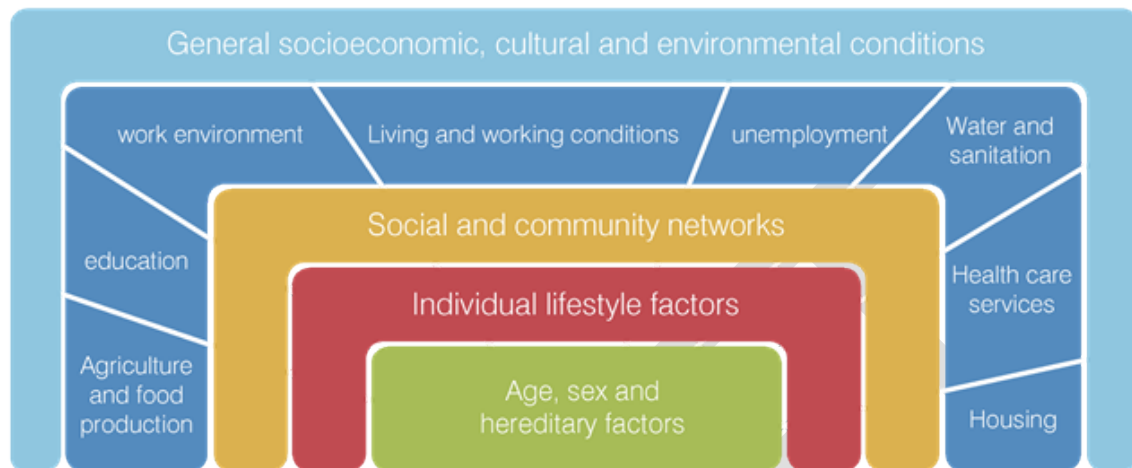 General socioeconomic, cultural and environmental conditions
work environment
Living and working conditions
unemployment
Water and
sanitation
Social and community networks
education
Health care
services
Individual lifestyle factors
Agriculture
and food
production
Age, sex and
hereditary factors
Housing